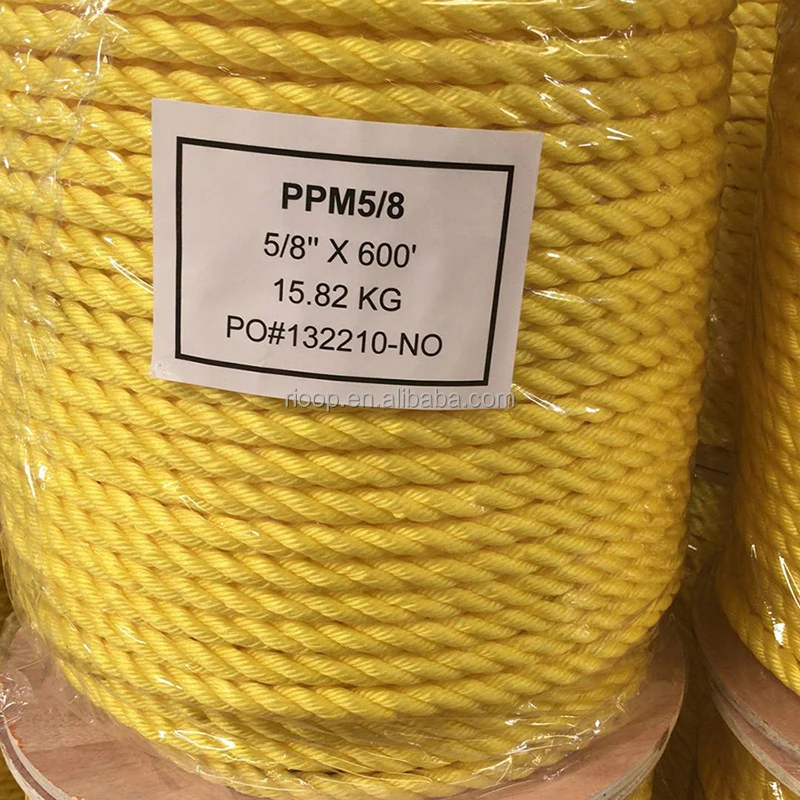 PPM5/8
5/8" X 600'
15.82 KG
PO#132210-NO
rioop.en.alibaba.com